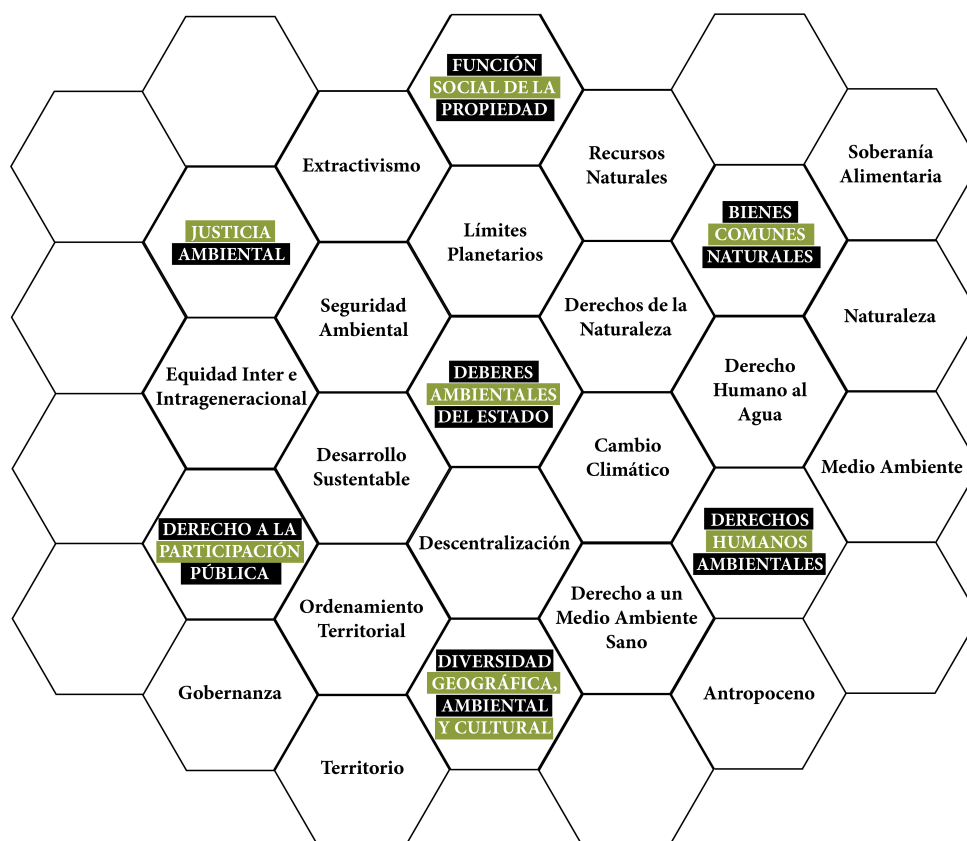 FUNCIÓN
SOCIAL DE LA
PROPIEDAD
Extractivismo
Recursos
Naturales
Soberanía
Alimentaria
JUSTICIA
AMBIENTAL
Límites
Planetarios
BIENES
COMUNES
NATURALES
Seguridad
Ambiental
Derechos de la
Naturaleza
Naturaleza
Equidad Inter e
Intrageneracional
DEBERES
AMBIENTALES
DEL ESTADO
Derecho
Humano al
Agua
Desarrollo
Sustentable
Cambio
Climático
Medio Ambiente
DERECHO A LA
PARTICIPACIÓN
PÚBLICA
Descentralización
DERECHOS
HUMANOS
AMBIENTALES
Ordenamiento
Territorial
Derecho a un
Medio Ambiente
Sano
Gobernanza
DIVERSIDAD
GEOGRÁFICA,
AMBIENTAL
Y CULTURAL
Antropoceno
Territorio